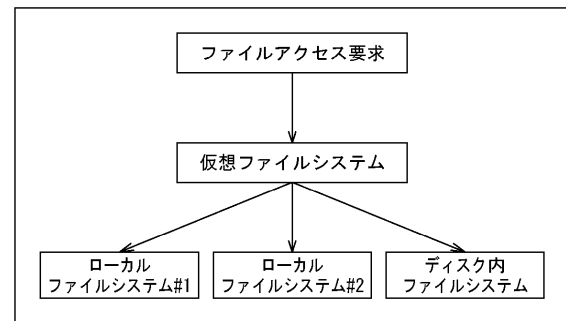 ファイルアクセス要求
仮想ファイルシステム
ローカル
ファイルシステム#1
ローカル
ファイルシステム#2
ディスク内
ファイルシステム